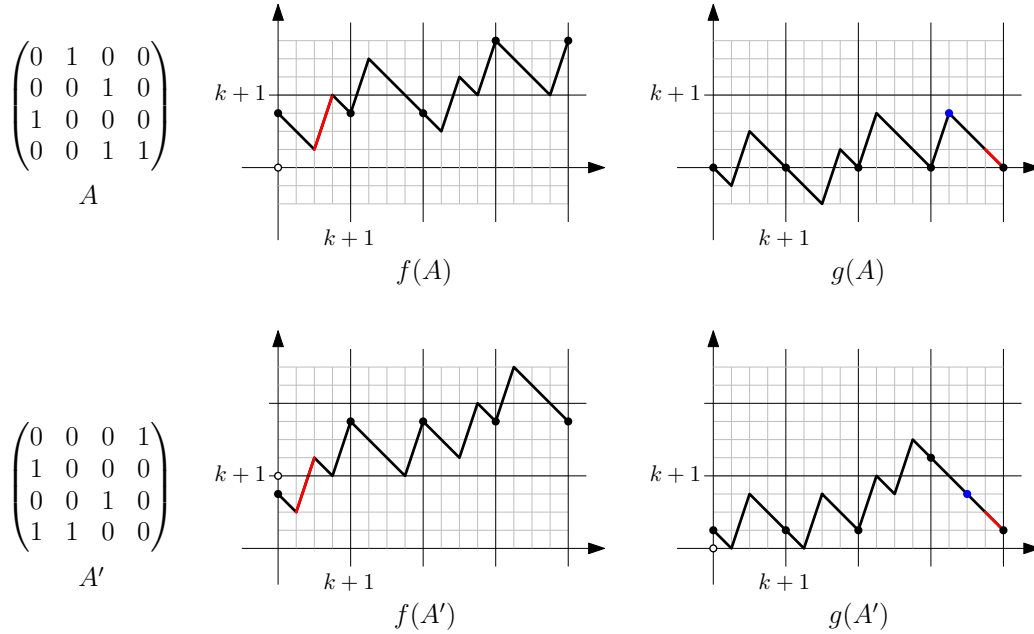 0 1 0 0
0 0 1 0
1 0 0 0
0 0 1 1
A
k + 1
k + 1
f(A)
k + 1
k + 1
g(A)
0 0 0 1
1 0 0 0
0 0 1 0
1 1 0 0
A′
k + 1
k + 1
f(A′)
k + 1
k + 1
g(A′)